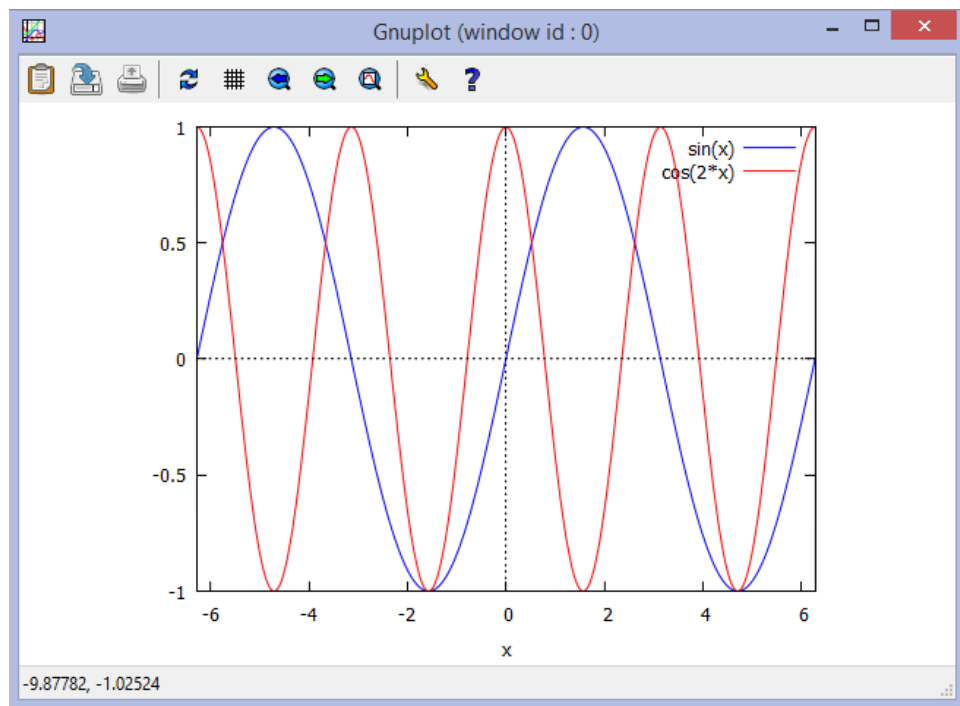 Gnuplot (window id : 0)
?
1
sin(x)
cos(2*x)
0.5
0
-0.5
-1
-6 -4 -2 0 2 4 6
x
-9.87782, -1.02524